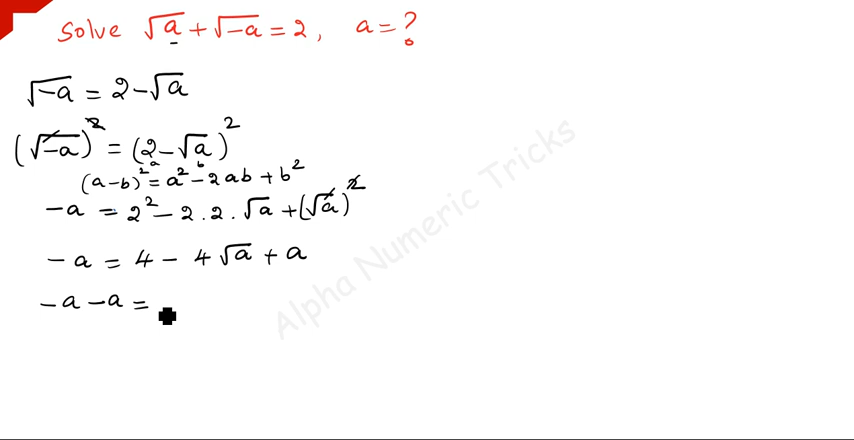 Solve √a + √-a = 2, a = ?
√-a = 2 - √a
(√-a)² = (2 - √a)²
a b
(a-b)² = a² - 2ab + b²
-a = 2² - 2.2.√a + (√a)²
-a = 4 - 4√a + a
-a - a =
Alpha Numeric Tricks